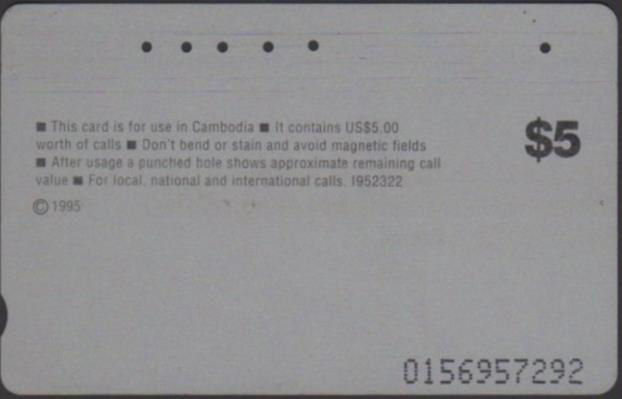 ■ This card is for use in Cambodia ■ It contains US$5.00
worth of calls ■ Don't bend or stain and avoid magnetic fields
■ After usage a punched hole shows approximate remaining call
value ■ For local, national and international calls. 1952322
© 1995
$5
0156957292